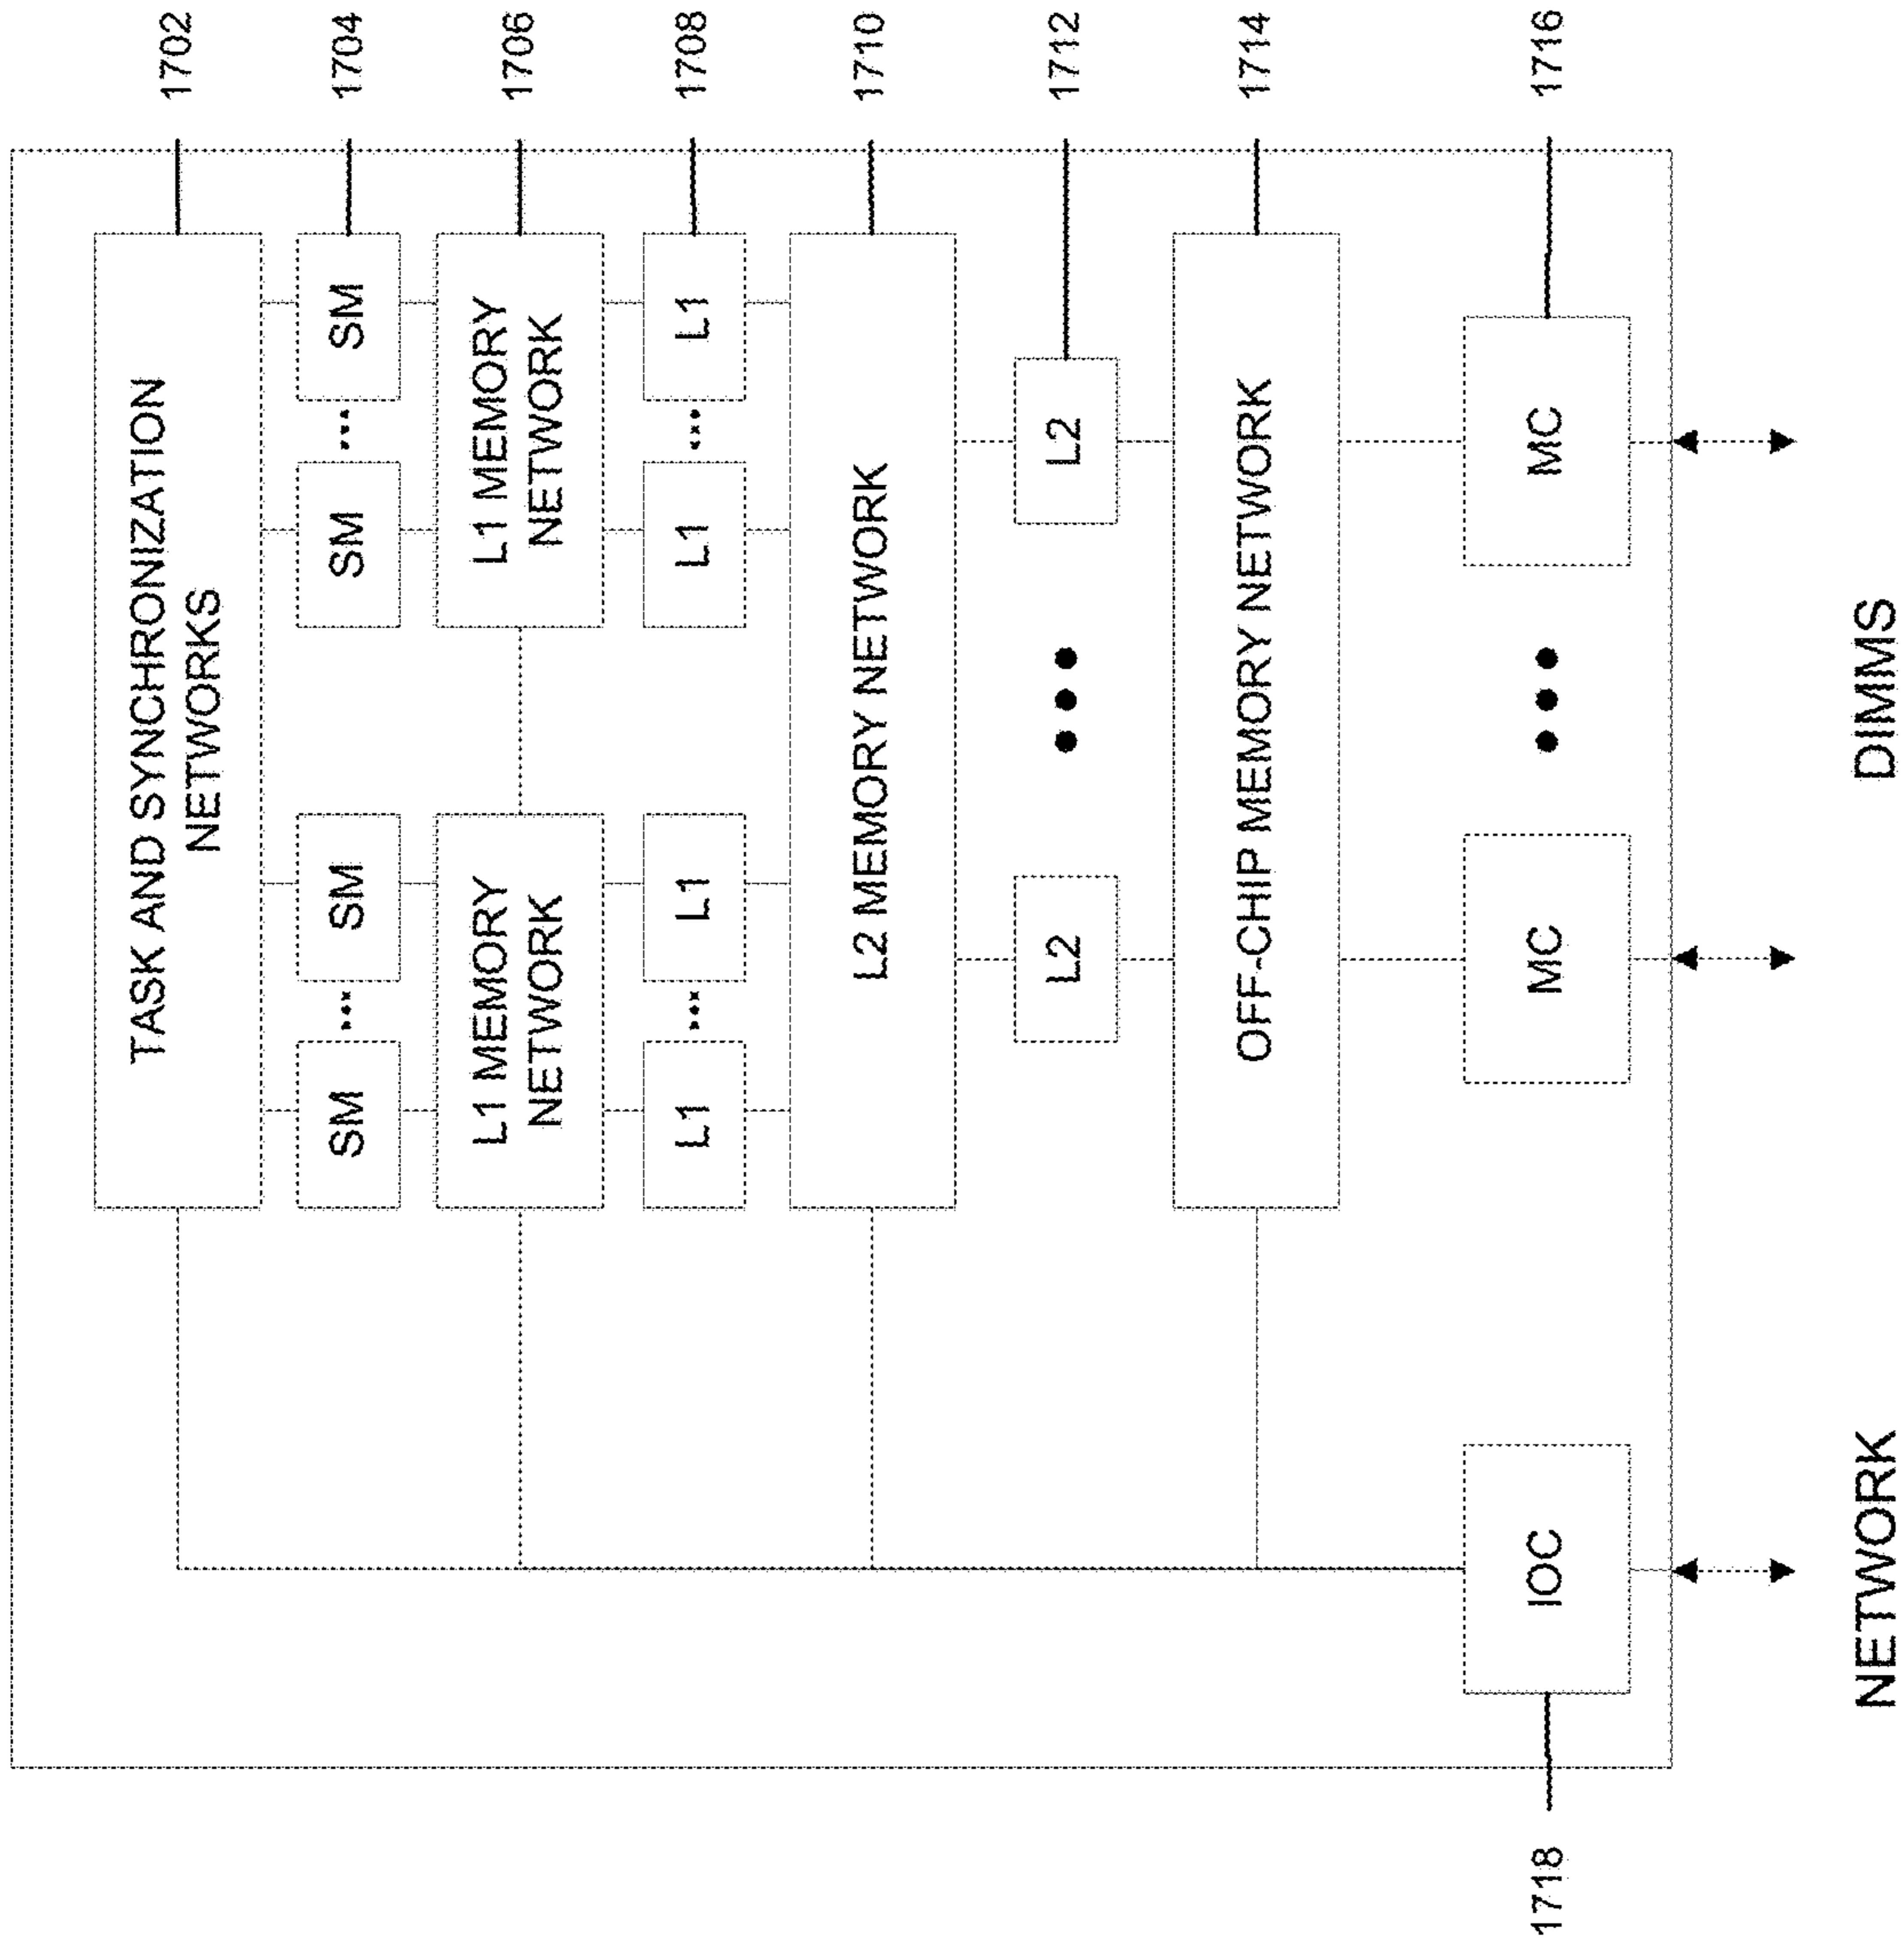 TASK AND SYNCHRONIZATION
NETWORKS
1702
SM
SM
SM
SM
1704
L1 MEMORY
NETWORK
L1 MEMORY
NETWORK
1706
L1
L1
L1
L1
1708
L2 MEMORY NETWORK
1710
L2
L2
1712
OFF-CHIP MEMORY NETWORK
1714
1718
IOC
MC
MC
1716
NETWORK
DIMMS